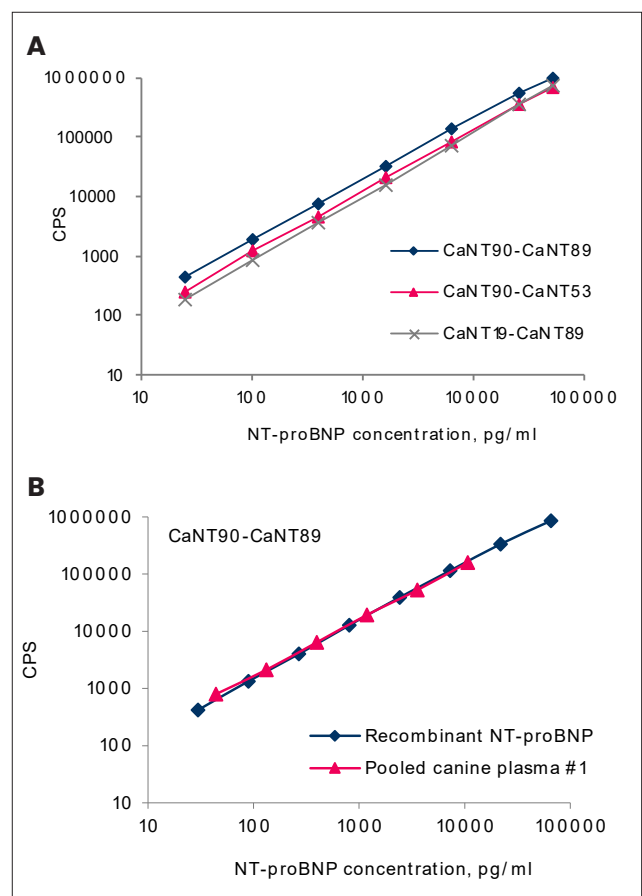 A
1000000
100000
10000
1000
100
10
CPS
CaNT90-CaNT89
CaNT90-CaNT53
CaNT19-CaNT89
10 100 1000 10000 100000
NT-proBNP concentration, pg/ml
B
CaNT90-CaNT89
1000000
100000
10000
1000
100
10
CPS
Recombinant NT-proBNP
Pooled canine plasma #1
10 100 1000 10000 100000
NT-proBNP concentration, pg/ml